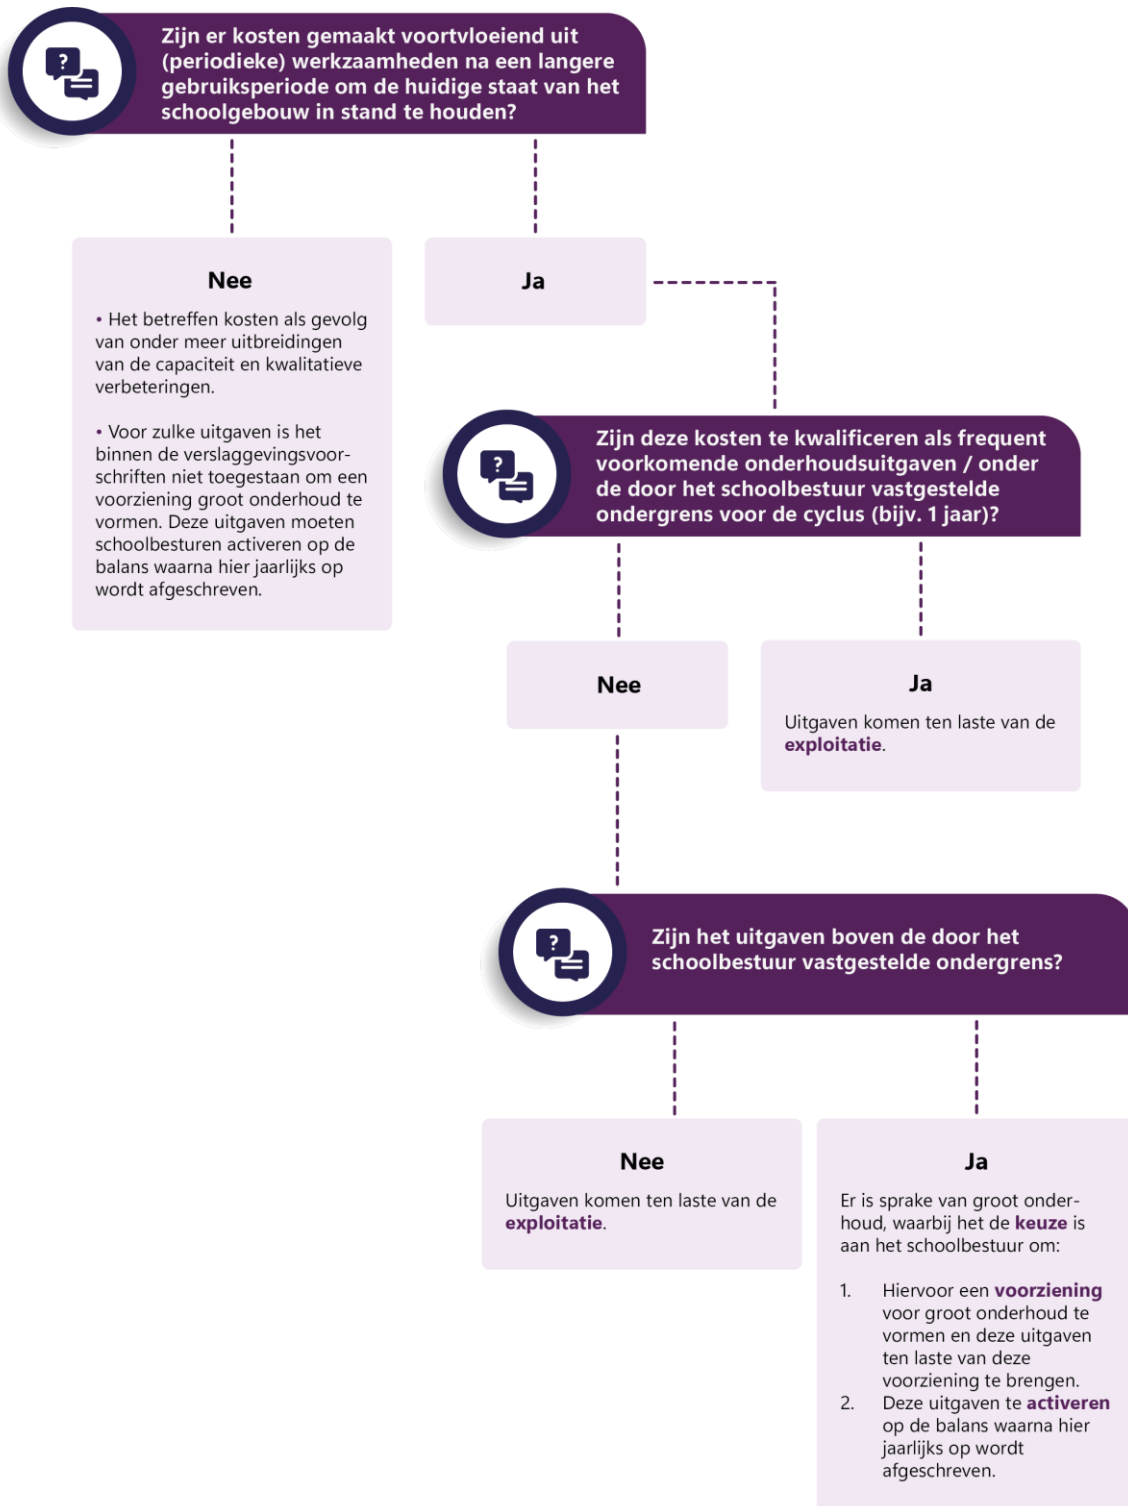 Zijn er kosten gemaakt voortvloeiend uit
(periodieke) werkzaamheden na een langere
gebruiksperiode om de huidige staat van het
schoolgebouw in stand te houden?
Nee
• Het betreffen kosten als gevolg
van onder meer uitbreidingen
van de capaciteit en kwalitatieve
verbeteringen.
• Voor zulke uitgaven is het
binnen de verslaggevingsvoor-
schriften niet toegestaan om een
voorziening groot onderhoud te
vormen. Deze uitgaven moeten
schoolbesturen activeren op de
balans waarna hier jaarlijks op
wordt afgeschreven.
Ja
Zijn deze kosten te kwalificeren als frequent
voorkomende onderhoudsuitgaven / onder
de door het schoolbestuur vastgestelde
ondergrens voor de cyclus (bijv. 1 jaar)?
Nee
Ja
Uitgaven komen ten laste van de
exploitatie.
Zijn het uitgaven boven de door het
schoolbestuur vastgestelde ondergrens?
Nee
Uitgaven komen ten laste van de
exploitatie.
Ja
Er is sprake van groot onder-
houd, waarbij het de keuze is
aan het schoolbestuur om:
1. Hiervoor een voorziening
voor groot onderhoud te
vormen en deze uitgaven
ten laste van deze
voorziening te brengen.
2. Deze uitgaven te activeren
op de balans waarna hier
jaarlijks op wordt
afgeschreven.